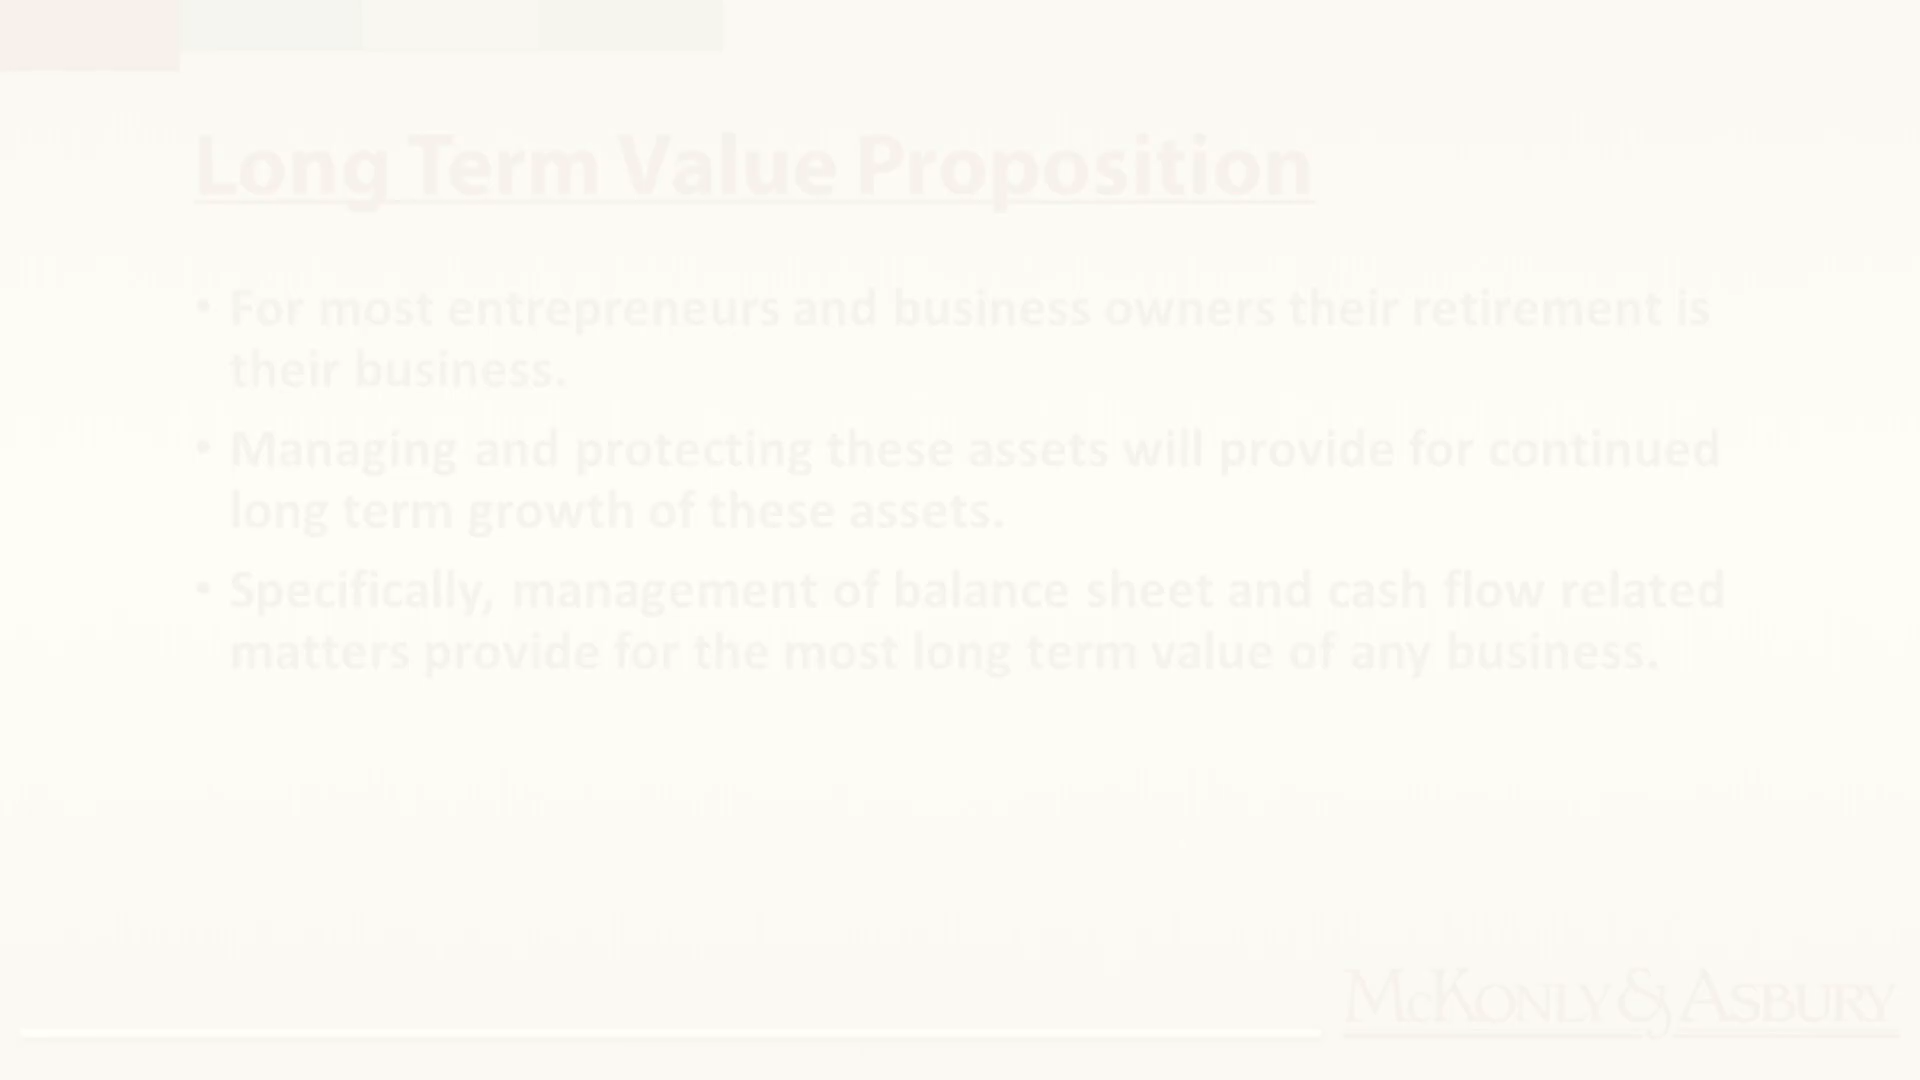 Long Term Value Proposition
• For most entrepreneurs and business owners their retirement is
their business.
• Managing and protecting these assets will provide for continued
long term growth of these assets.
• Specifically, management of balance sheet and cash flow related
matters provide for the most long term value of any business.
McKonly & Asbury